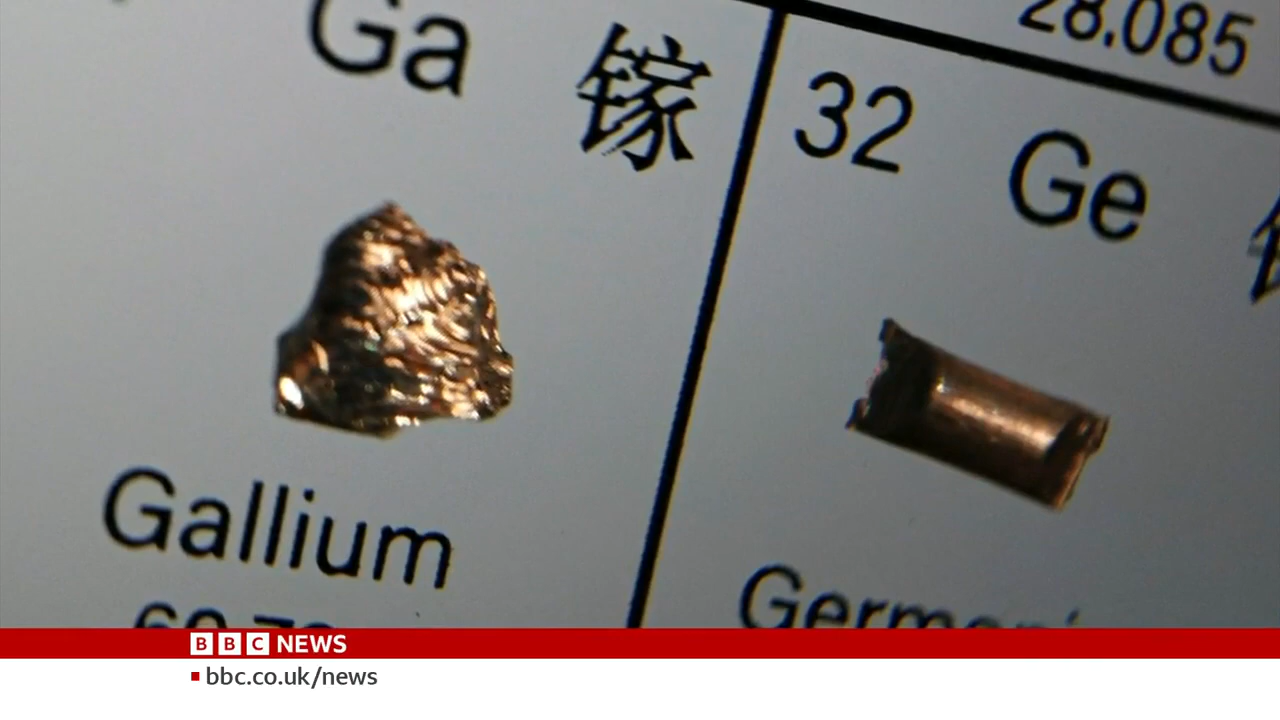 28.085
Ga 镓
32 Ge
Gallium
BBC NEWS
bbc.co.uk/news